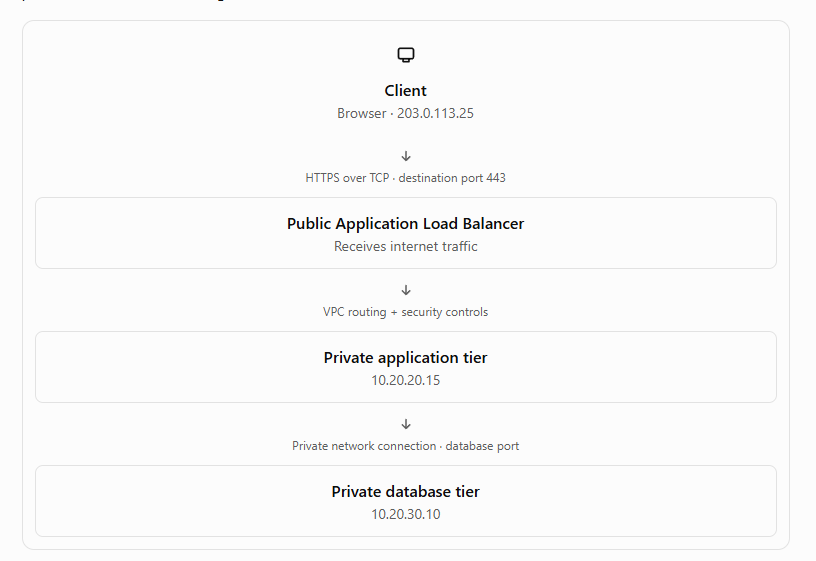 Client
Browser · 203.0.113.25
HTTPS over TCP · destination port 443
Public Application Load Balancer
Receives internet traffic
VPC routing + security controls
Private application tier
10.20.20.15
Private network connection · database port
Private database tier
10.20.30.10